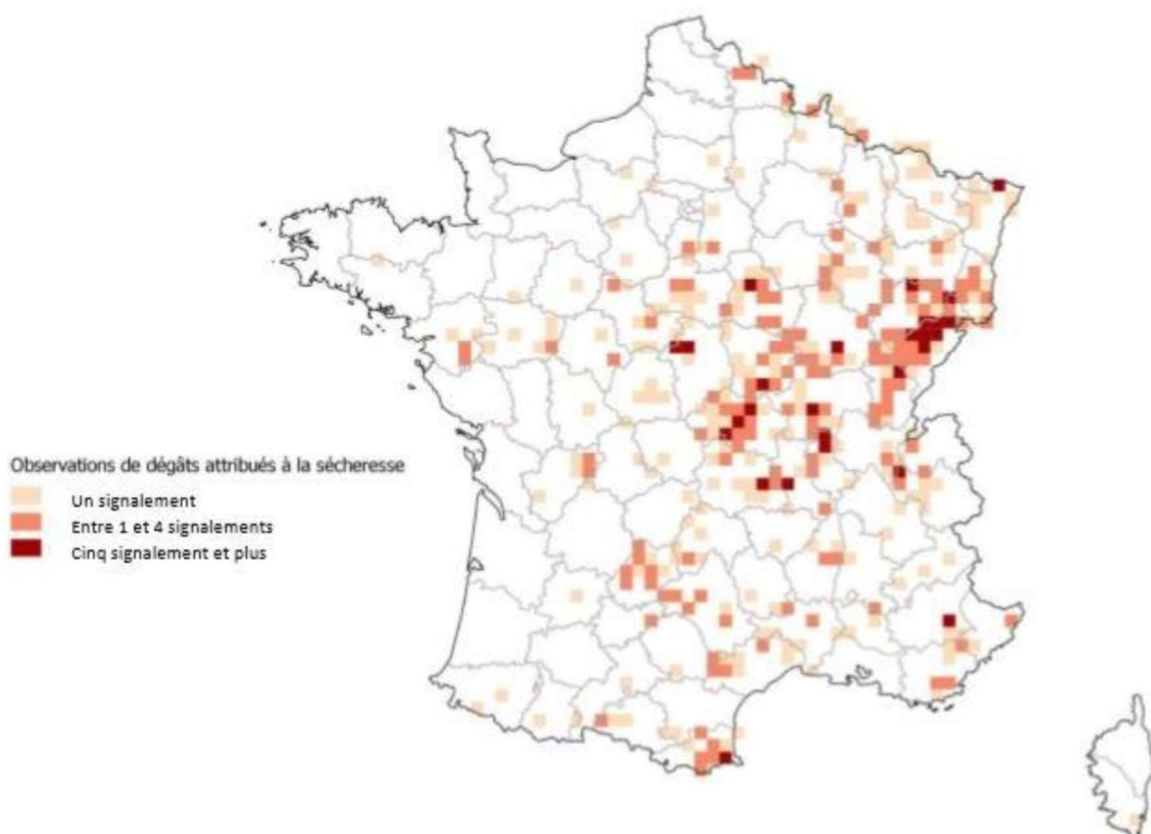 Observations de dégâts attribués à la sécheresse
Un signalement
Entre 1 et 4 signalements
Cinq signalement et plus